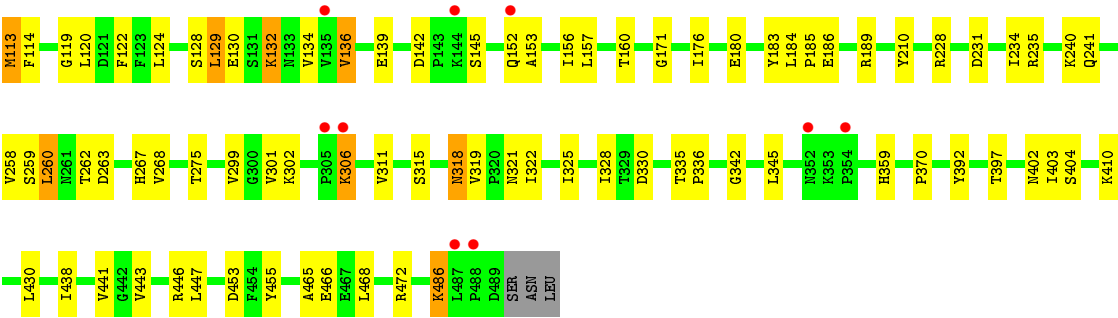 M113 F114 G119 L120 D121 F122 F123 L124 S128 L129 E130 S131 K132 N133 V134 V135 V136 E139 D142 P143 K144 S145 Q152 A153 I156 L157 T160 G171 I176 E180 Y183 L184 P185 E186 R189 Y210 R228 D231 I234 R235 K240 Q241
V258 S259 L260 N261 T262 D263 H267 V268 T275 V299 G300 V301 K302 P305 K306 V311 S315 N318 V319 P320 N321 I322 I325 I328 T329 D330 T335 P336 G342 L345 N352 K353 P354 H359 P370 Y392 T397 N402 I403 S404 K410
L430 I438 V441 G442 V443 R446 L447 D453 F454 Y455 A465 E466 E467 L468 R472 K486 L487 P488 D489 SER ASN LEU